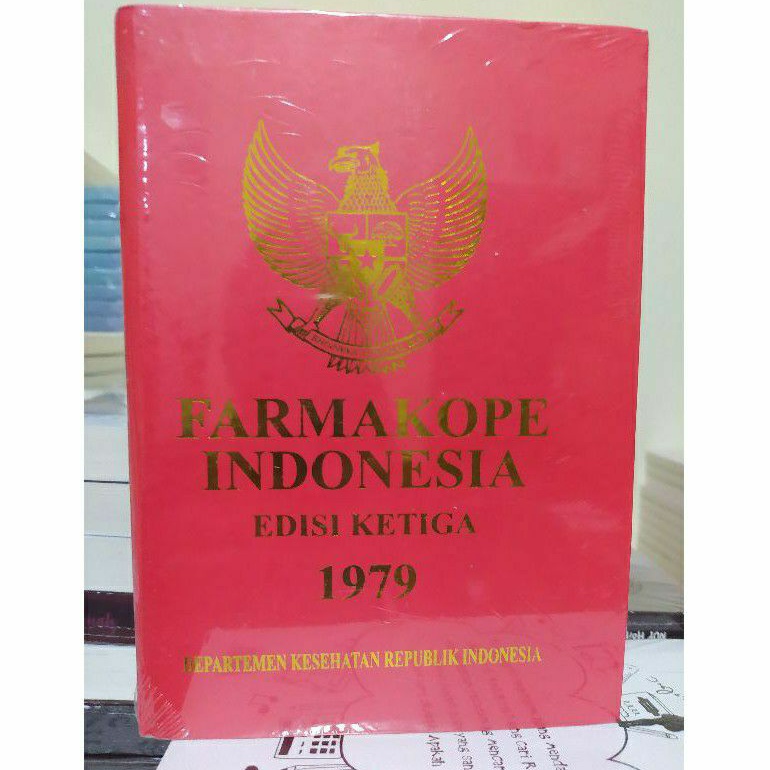 FARMAKOPE
INDONESIA
EDISI KETIGA
1979
DEPARTEMEN KESEHATAN REPUBLIK INDONESIA